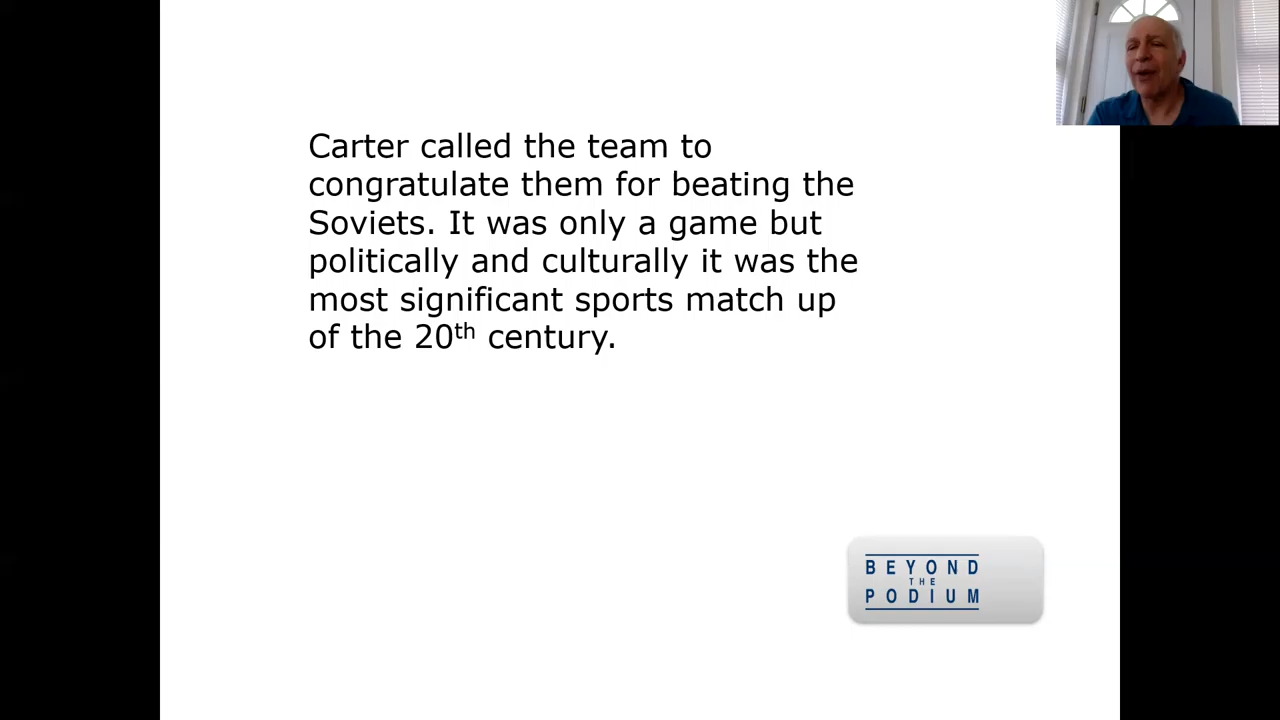 Carter called the team to
congratulate them for beating the
Soviets. It was only a game but
politically and culturally it was the
most significant sports match up
of the 20th century.
BEYOND
THE
PODIUM